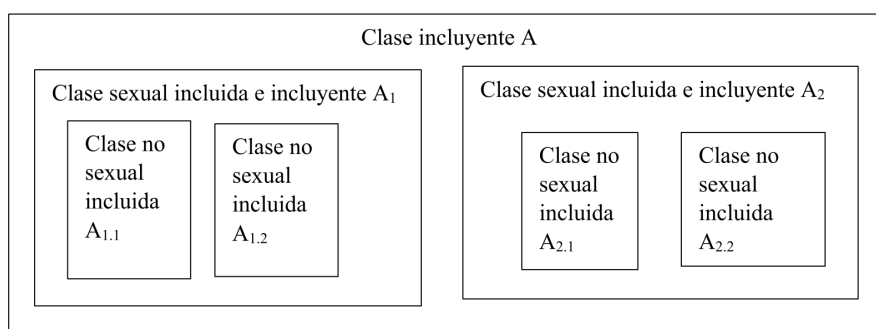 Clase incluyente A
Clase sexual incluida e incluyente A₁
Clase no
sexual
incluida
A₁.₁
Clase no
sexual
incluida
A₁.₂
Clase sexual incluida e incluyente A₂
Clase no
sexual
incluida
A₂.₁
Clase no
sexual
incluida
A₂.₂